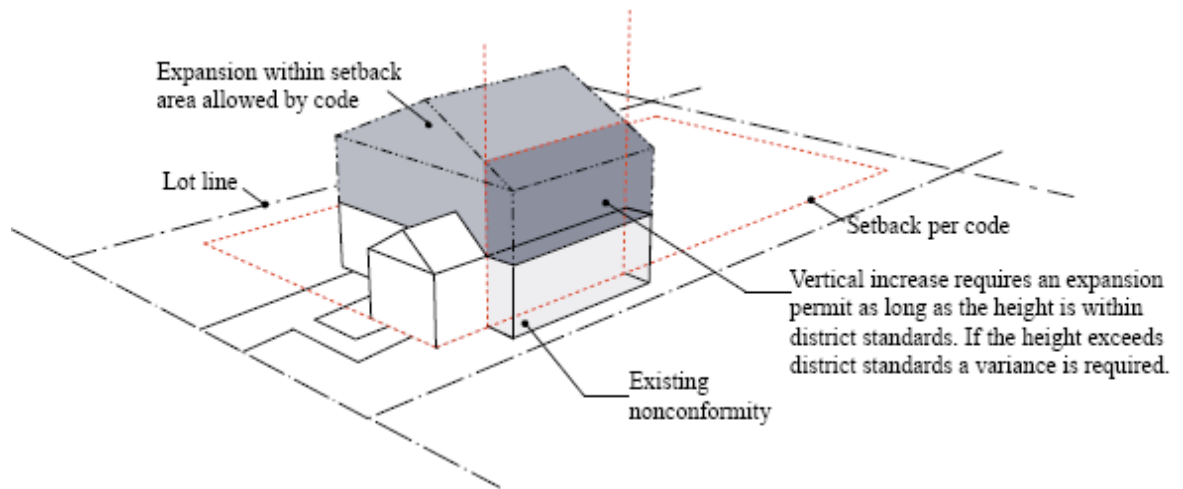 Expansion within setback
area allowed by code
Lot line
Setback per code
Vertical increase requires an expansion
permit as long as the height is within
district standards. If the height exceeds
district standards a variance is required.
Existing
nonconformity